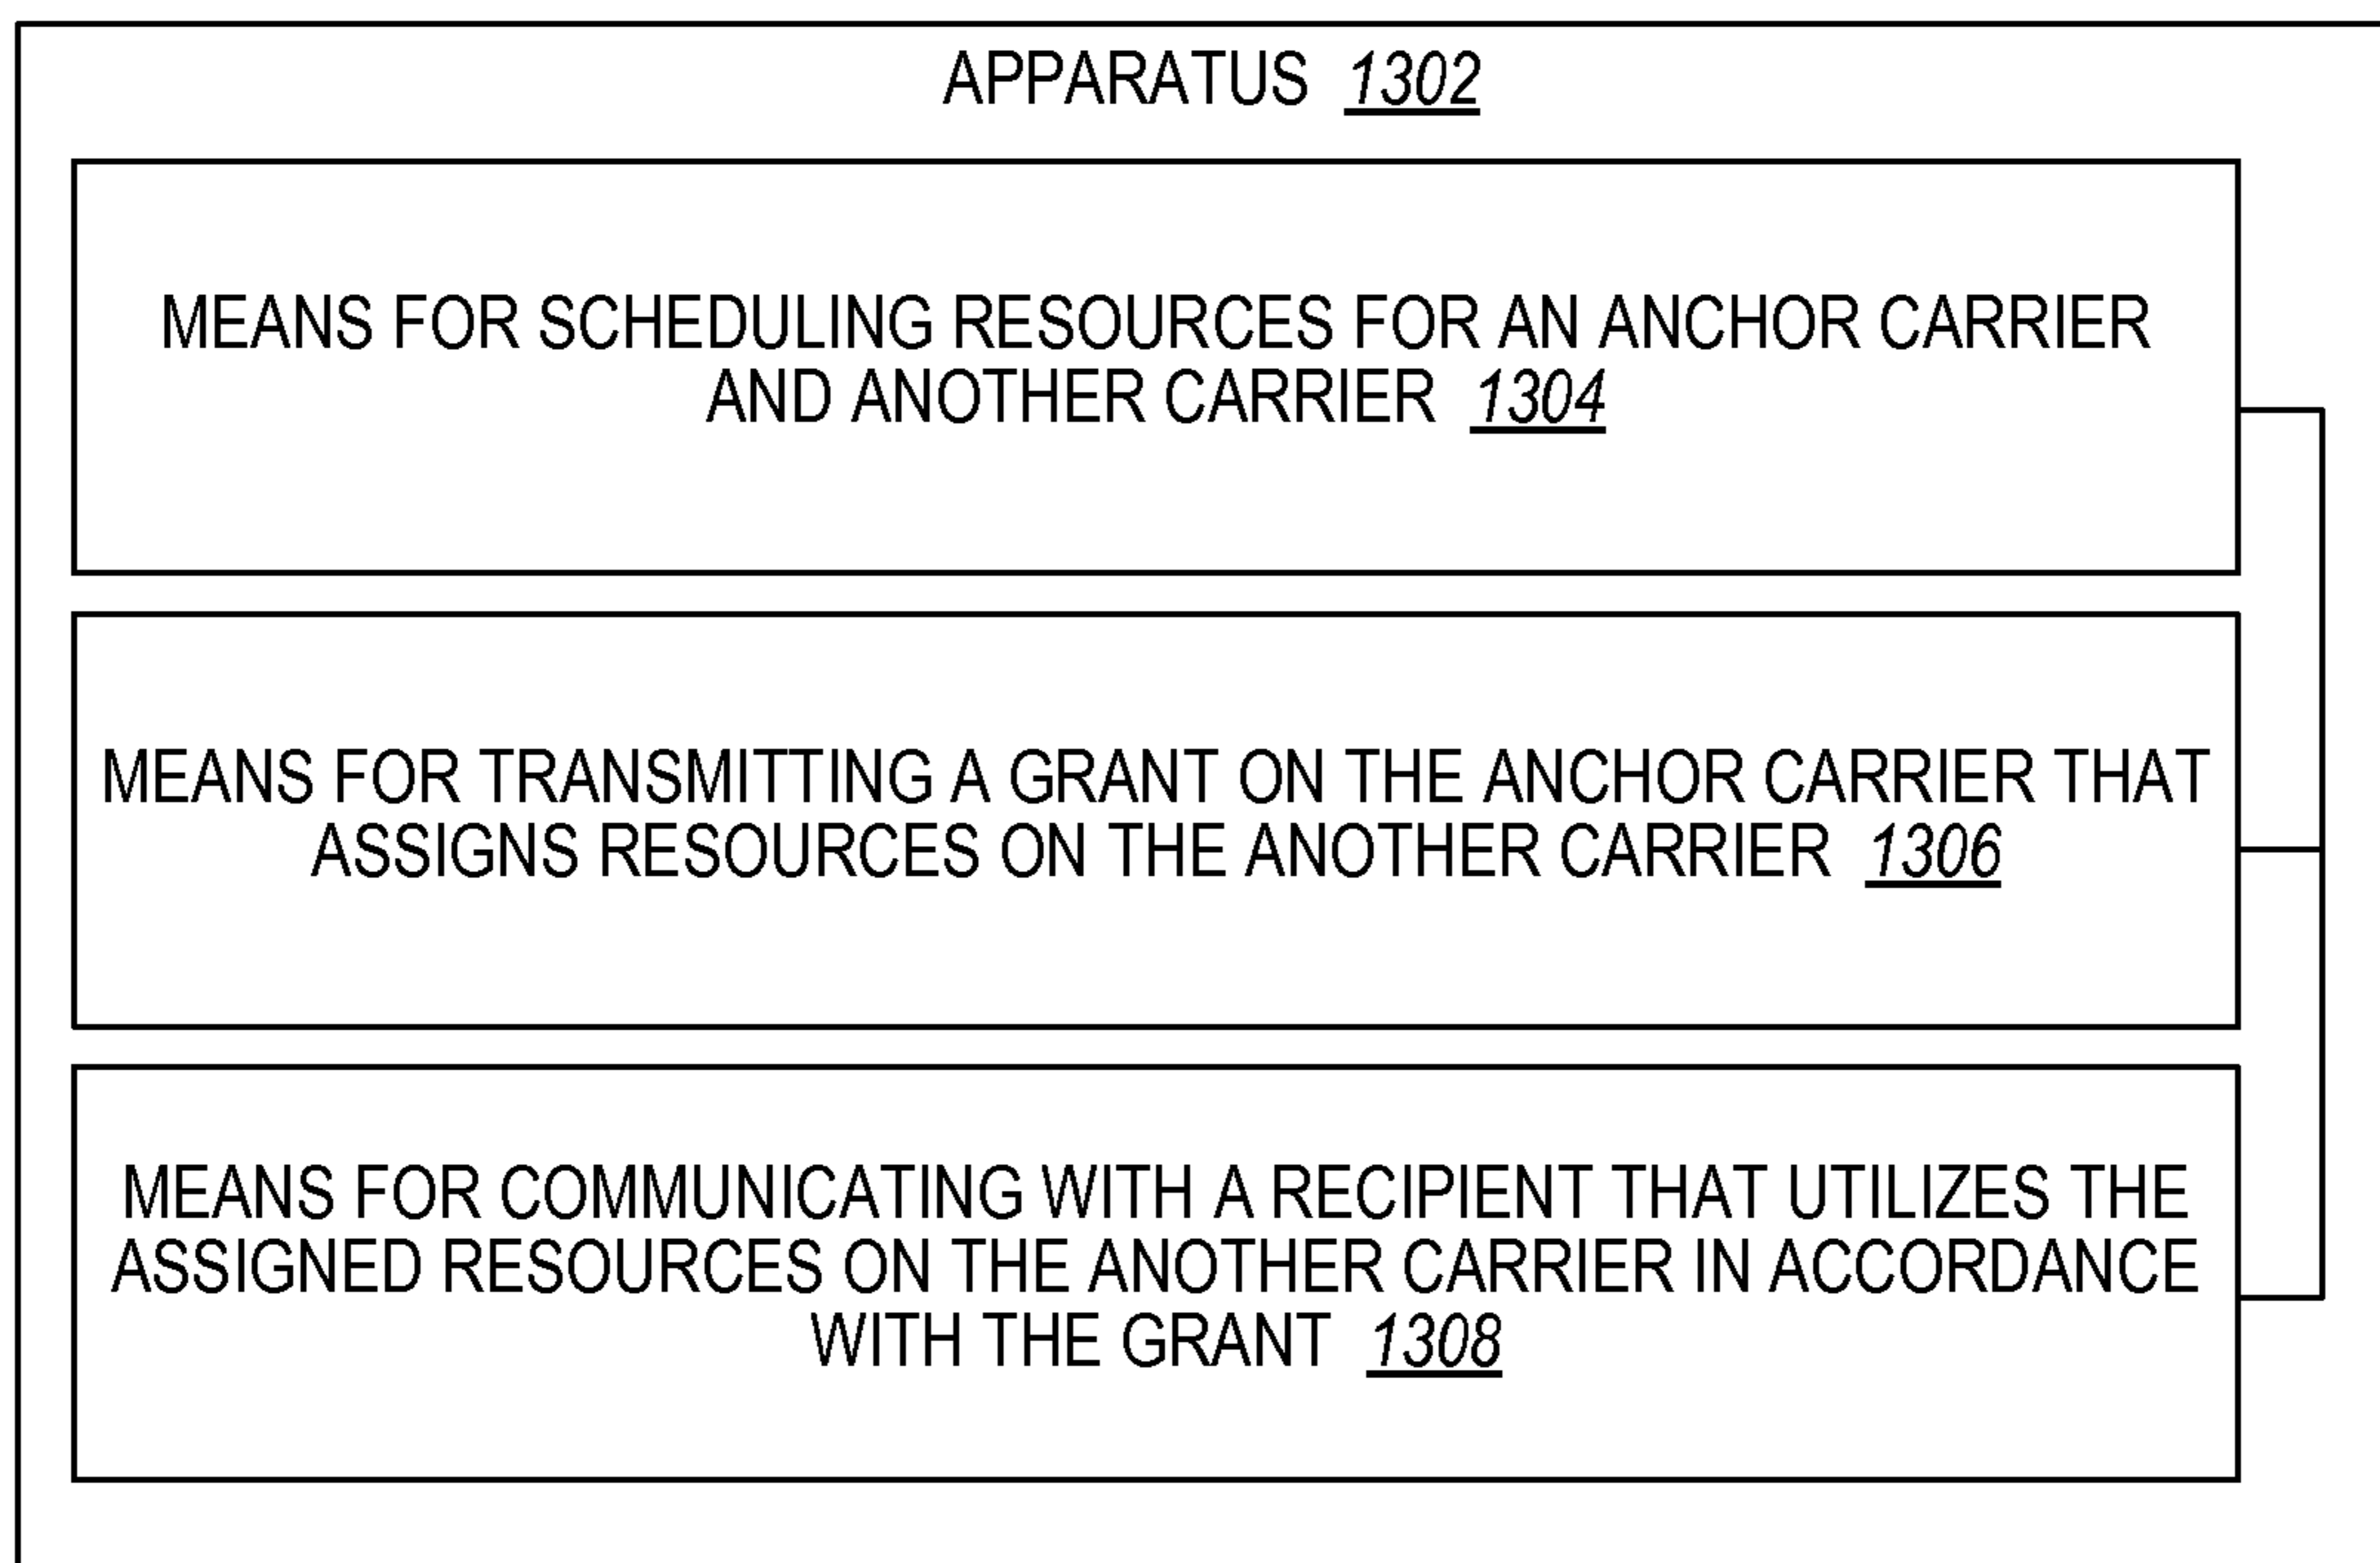 APPARATUS 1302
MEANS FOR SCHEDULING RESOURCES FOR AN ANCHOR CARRIER
AND ANOTHER CARRIER 1304
MEANS FOR TRANSMITTING A GRANT ON THE ANCHOR CARRIER THAT
ASSIGNS RESOURCES ON THE ANOTHER CARRIER 1306
MEANS FOR COMMUNICATING WITH A RECIPIENT THAT UTILIZES THE
ASSIGNED RESOURCES ON THE ANOTHER CARRIER IN ACCORDANCE
WITH THE GRANT 1308